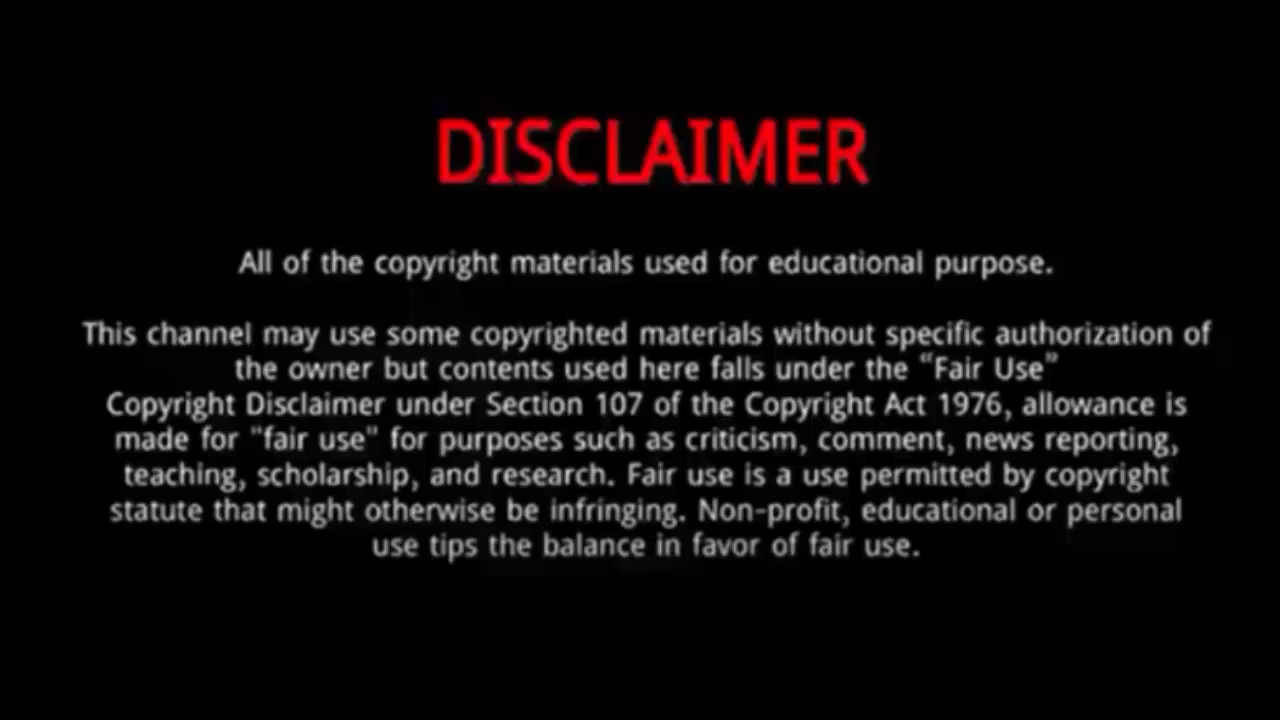 DISCLAIMER
All of the copyright materials used for educational purpose.
This channel may use some copyrighted materials without specific authorization of
the owner but contents used here falls under the “Fair Use”
Copyright Disclaimer under Section 107 of the Copyright Act 1976, allowance is
made for "fair use" for purposes such as criticism, comment, news reporting,
teaching, scholarship, and research. Fair use is a use permitted by copyright
statute that might otherwise be infringing. Non-profit, educational or personal
use tips the balance in favor of fair use.